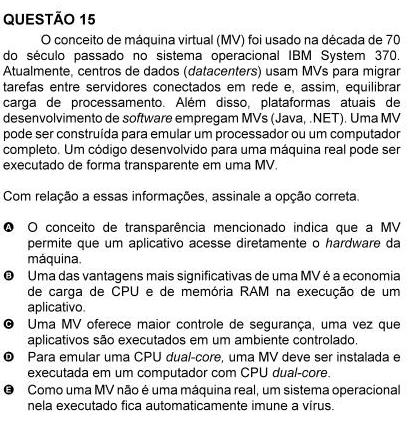 QUESTÃO 15
O conceito de máquina virtual (MV) foi usado na década de 70
do século passado no sistema operacional IBM System 370.
Atualmente, centros de dados (datacenters) usam MVs para migrar
tarefas entre servidores conectados em rede e, assim, equilibrar
carga de processamento. Além disso, plataformas atuais de
desenvolvimento de software empregam MVs (Java, .NET). Uma MV
pode ser construída para emular um processador ou um computador
completo. Um código desenvolvido para uma máquina real pode ser
executado de forma transparente em uma MV.
Com relação a essas informações, assinale a opção correta.
A O conceito de transparência mencionado indica que a MV
permite que um aplicativo acesse diretamente o hardware da
máquina.
B Uma das vantagens mais significativas de uma MV é a economia
de carga de CPU e de memória RAM na execução de um
aplicativo.
C Uma MV oferece maior controle de segurança, uma vez que
aplicativos são executados em um ambiente controlado.
D Para emular uma CPU dual-core, uma MV deve ser instalada e
executada em um computador com CPU dual-core.
E Como uma MV não é uma máquina real, um sistema operacional
nela executado fica automaticamente imune a vírus.